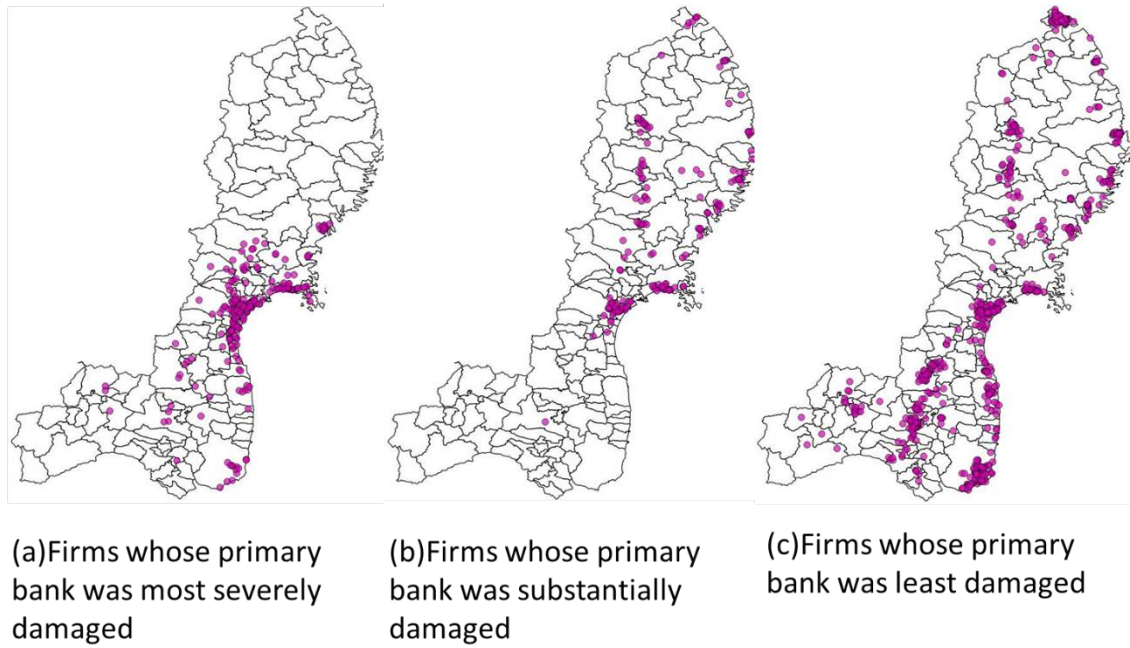 (a)Firms whose primary
bank was most severely
damaged
(b)Firms whose primary
bank was substantially
damaged
(c)Firms whose primary
bank was least damaged